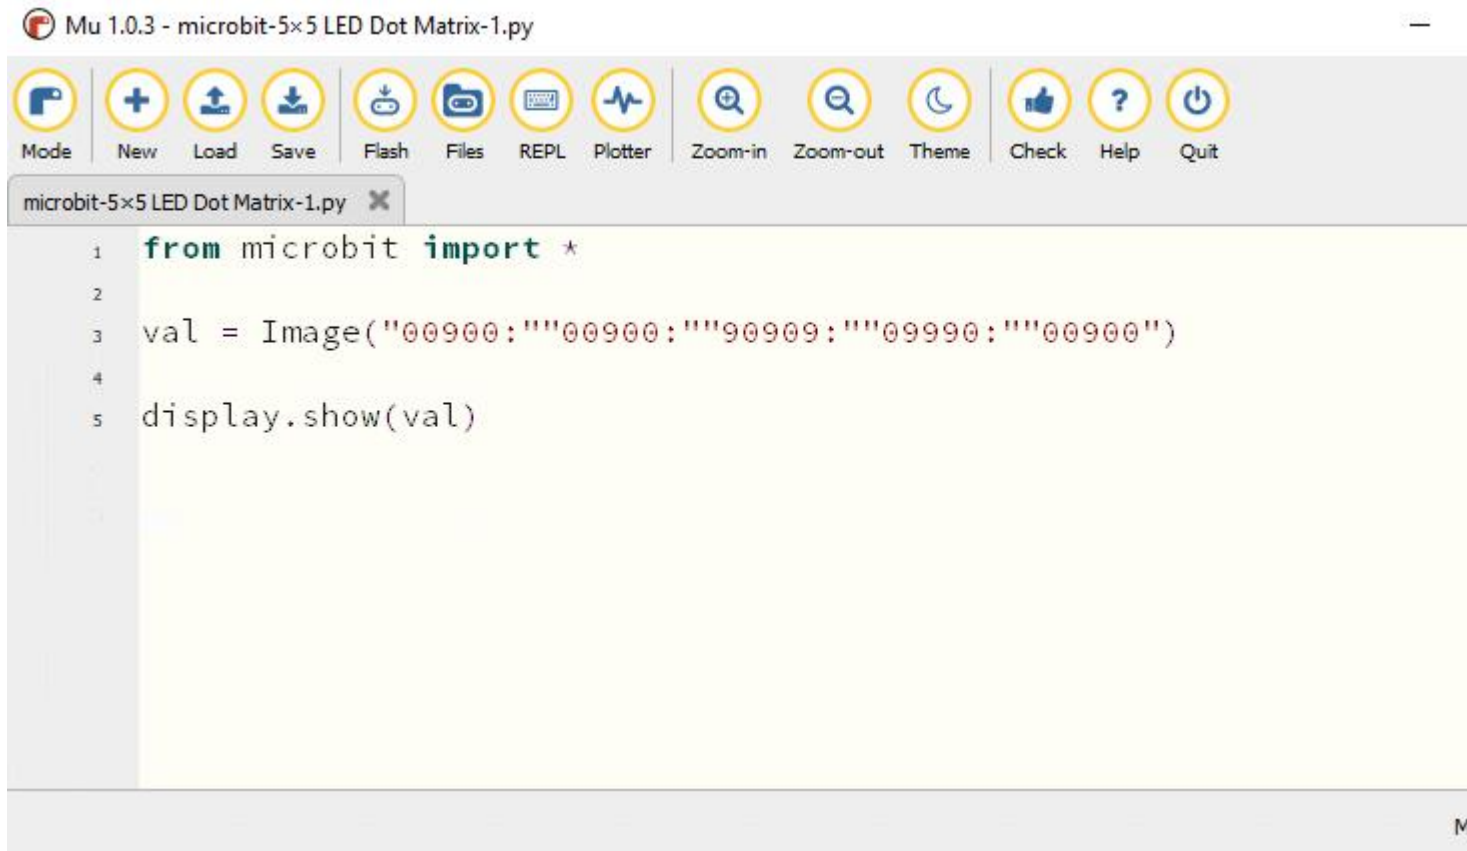 Mu 1.0.3 - microbit-5×5 LED Dot Matrix-1.py
Mode New Load Save Flash Files REPL Plotter Zoom-in Zoom-out Theme Check Help Quit
microbit-5×5 LED Dot Matrix-1.py
1 from microbit import *
2
3 val = Image("00900:""00900:""90909:""09990:""00900")
4
5 display.show(val)
M